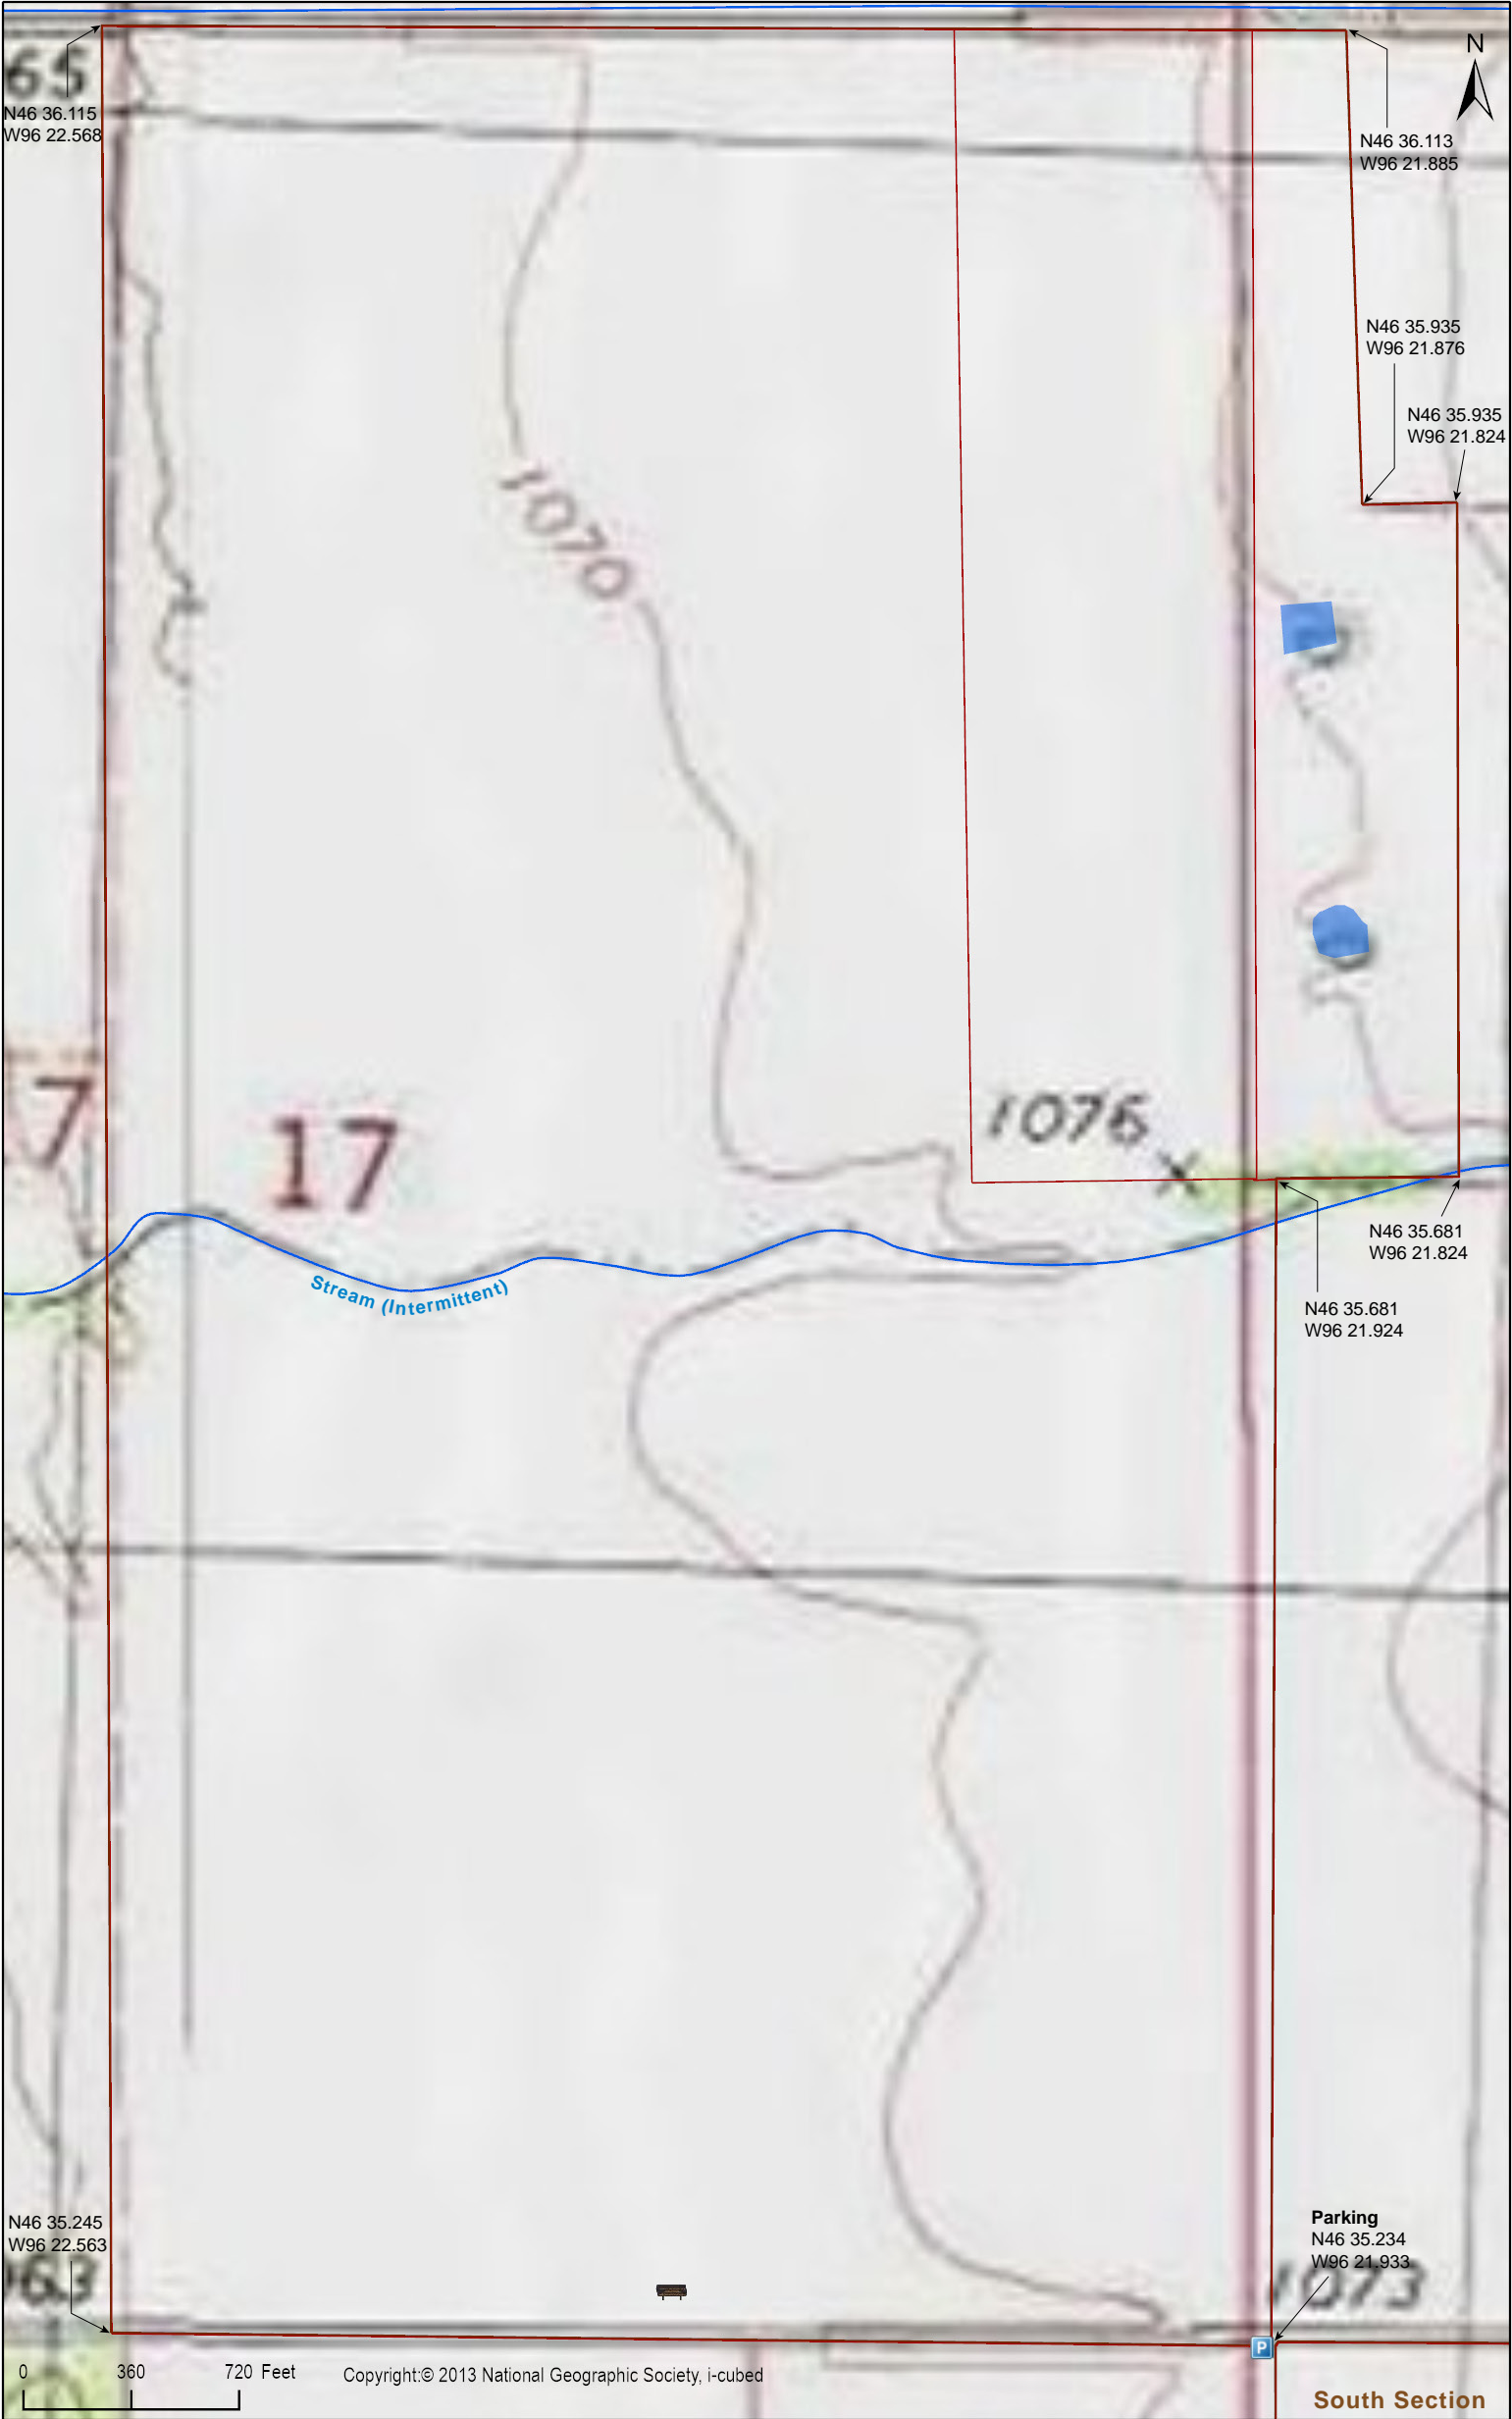 65
N46 36.115
W96 22.568
N
N46 36.113
W96 21.885
N46 35.935
W96 21.876
N46 35.935
W96 21.824
1070
7
17
1076
N46 35.681
W96 21.824
Stream (Intermittent)
N46 35.681
W96 21.924
N46 35.245
W96 22.563
63
Parking
N46 35.234
W96 21.933
1073
P
0 360 720 Feet
Copyright:© 2013 National Geographic Society, i-cubed
South Section